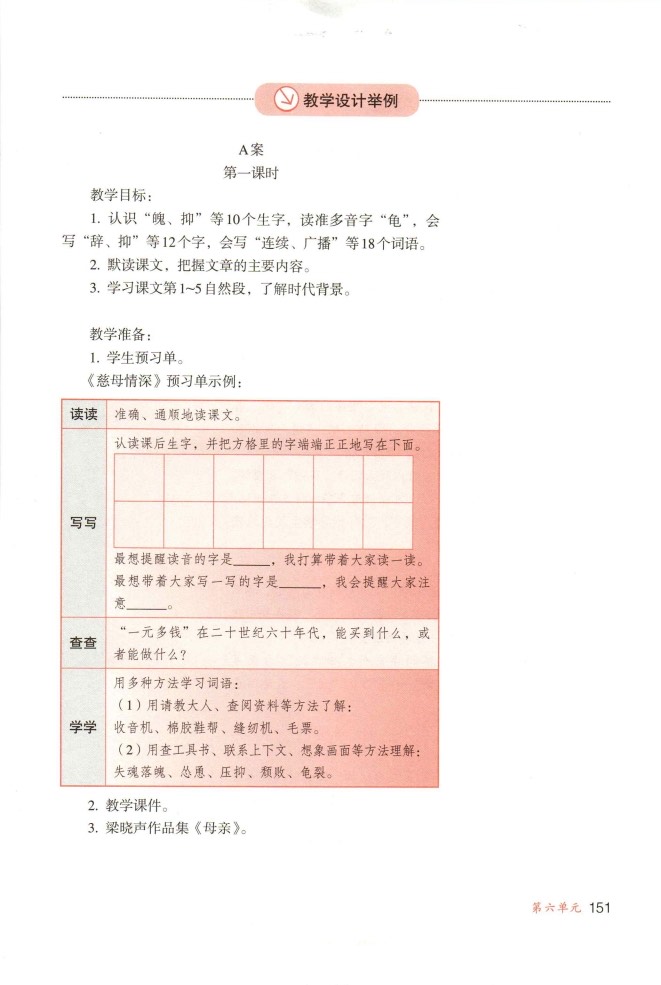 教学设计举例
A案
第一课时
教学目标：
1. 认识“魄、抑”等10个生字，读准多音字“龟”，会
写“辞、抑”等12个字，会写“连续、广播”等18个词语。
2. 默读课文，把握文章的主要内容。
3. 学习课文第1~5自然段，了解时代背景。
教学准备：
1. 学生预习单。
《慈母情深》预习单示例：
读读 准确、通顺地读课文。
写写
认读课后生字，并把方格里的字端端正正地写在下面。
最想提醒读音的字是_____，我打算带着大家读一读。
最想带着大家写一写的字是_____，我会提醒大家注
意_____。
查查
“一元多钱”在二十世纪六十年代，能买到什么，或
者能做什么？
学学
用多种方法学习词语：
（1）用请教大人、查阅资料等方法了解：
收音机、棉胶鞋帮、缝纫机、毛票。
（2）用查工具书、联系上下文、想象画面等方法理解：
失魂落魄、怂恿、压抑、颓败、龟裂。
2. 教学课件。
3. 梁晓声作品集《母亲》。
第六单元 151